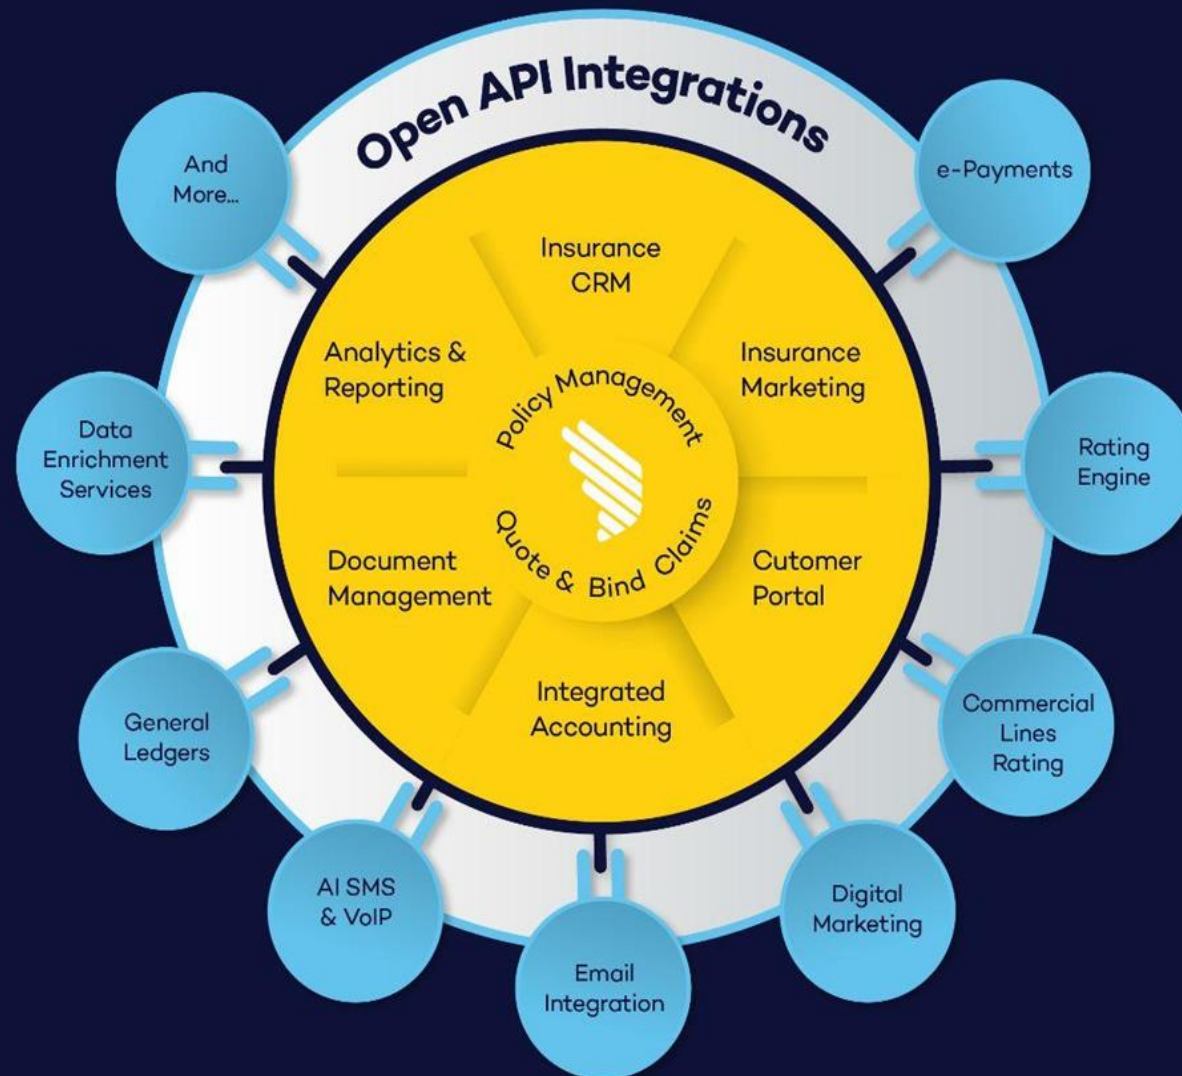 Open API Integrations
And
More...
e-Payments
Insurance
CRM
Analytics &
Reporting
Insurance
Marketing
Policy Management
Quote & Bind Claims
Data
Enrichment
Services
Rating
Engine
Document
Management
Cutomer
Portal
Integrated
Accounting
General
Ledgers
Commercial
Lines
Rating
AI SMS
& VoIP
Digital
Marketing
Email
Integration